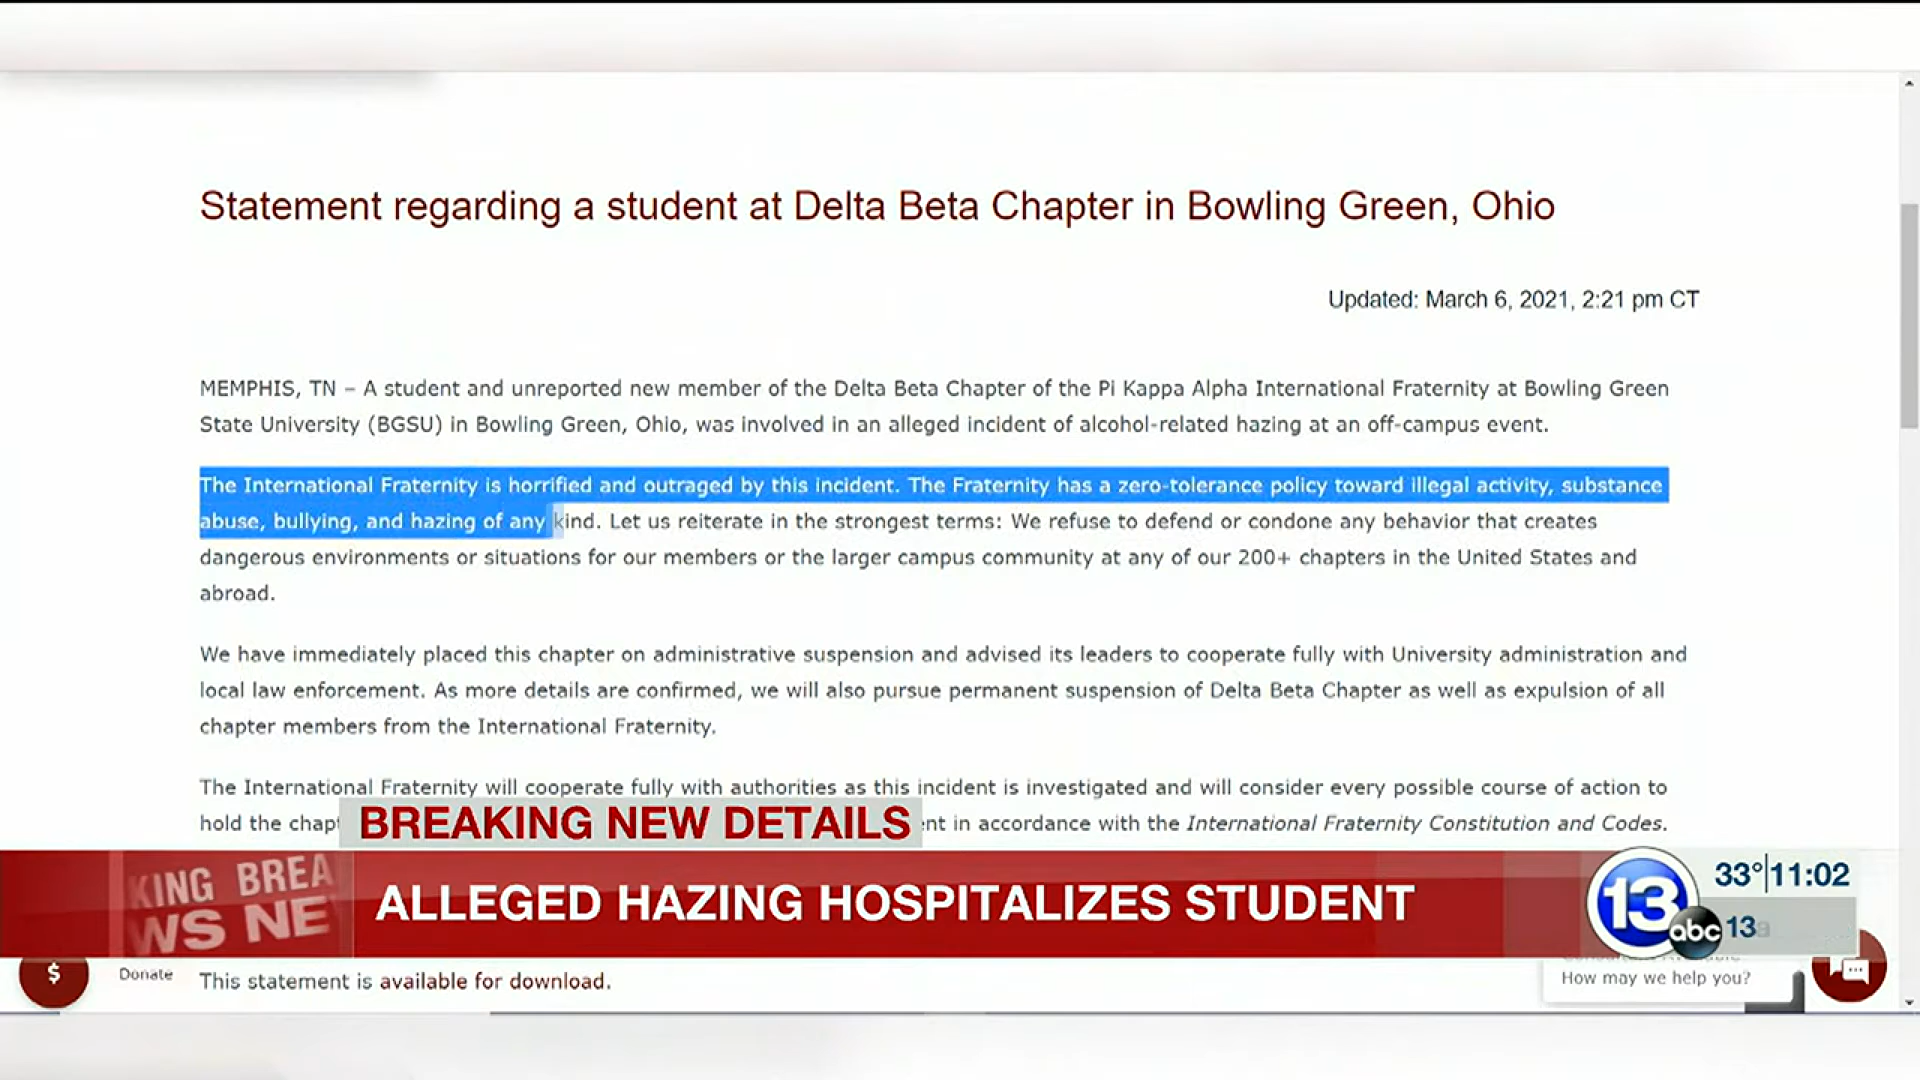 Statement regarding a student at Delta Beta Chapter in Bowling Green, Ohio
Updated: March 6, 2021, 2:21 pm CT
MEMPHIS, TN – A student and unreported new member of the Delta Beta Chapter of the Pi Kappa Alpha International Fraternity at Bowling Green
State University (BGSU) in Bowling Green, Ohio, was involved in an alleged incident of alcohol-related hazing at an off-campus event.
The International Fraternity is horrified and outraged by this incident. The Fraternity has a zero-tolerance policy toward illegal activity, substance
abuse, bullying, and hazing of any kind. Let us reiterate in the strongest terms: We refuse to defend or condone any behavior that creates
dangerous environments or situations for our members or the larger campus community at any of our 200+ chapters in the United States and
abroad.
We have immediately placed this chapter on administrative suspension and advised its leaders to cooperate fully with University administration and
local law enforcement. As more details are confirmed, we will also pursue permanent suspension of Delta Beta Chapter as well as expulsion of all
chapter members from the International Fraternity.
The International Fraternity will cooperate fully with authorities as this incident is investigated and will consider every possible course of action to
hold the chap
nt in accordance with the International Fraternity Constitution and Codes.
BREAKING NEW DETAILS
KING BREA
WS NE
ALLEGED HAZING HOSPITALIZES STUDENT
13
abc
33° 11:02
13a
$
Donate
This statement is available for download.
How may we help you?